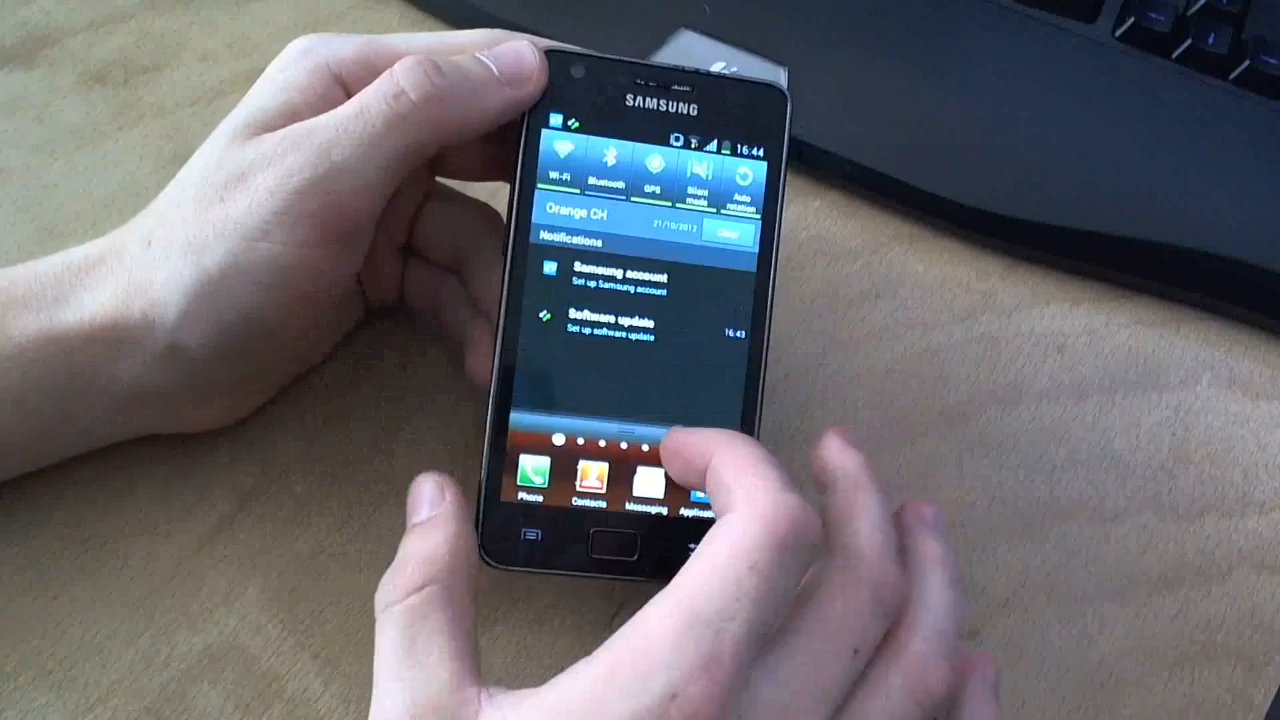 SAMSUNG
16:44
Wi-Fi
Bluetooth
GPS
Silent
mode
Auto
rotation
Orange CH
21/10/2012
Clear
Notifications
Samsung account
Set up Samsung account
Software update
Set up software update
16:43
Phone
Contacts
Messaging
Applicati